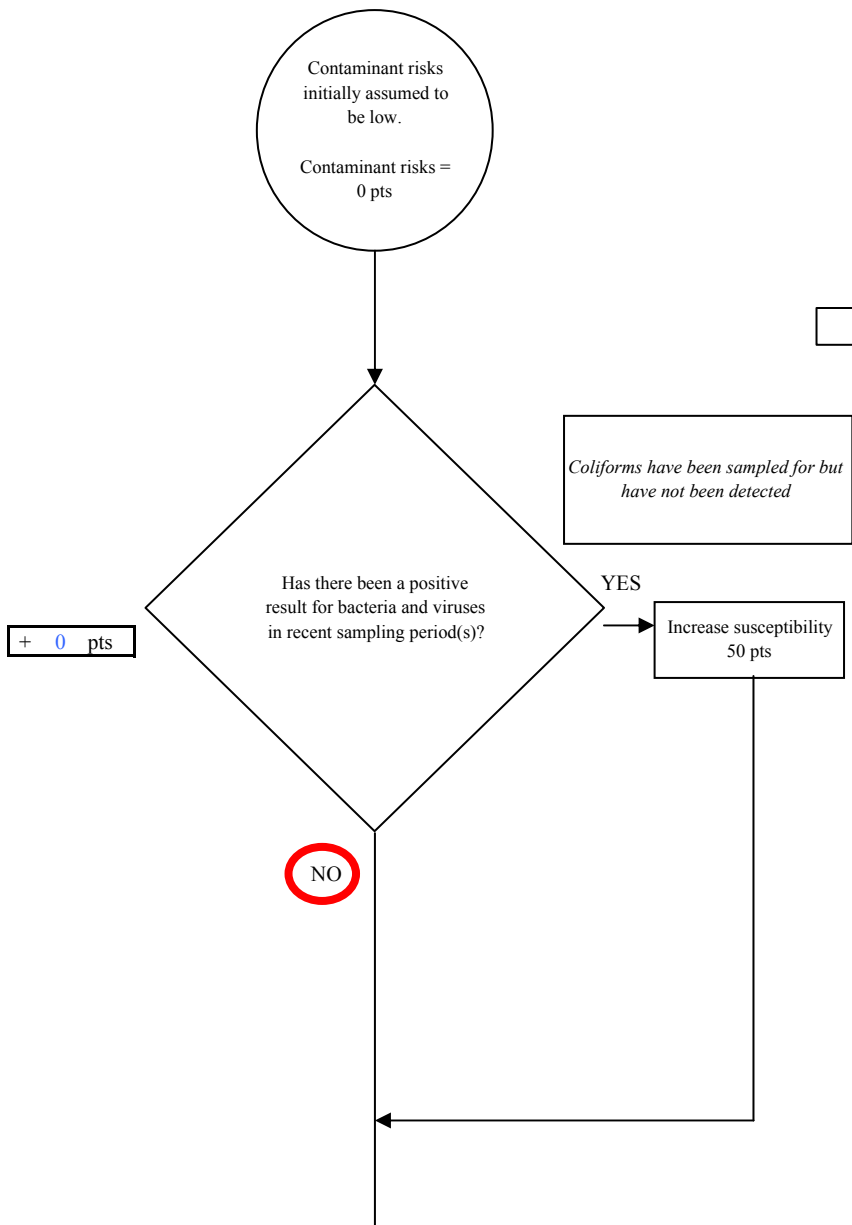 Contaminant risks
initially assumed to
be low.
Contaminant risks =
0 pts
Coliforms have been sampled for but
have not been detected
Has there been a positive
result for bacteria and viruses
in recent sampling period(s)?
YES
+ 0 pts
Increase susceptibility
50 pts
NO